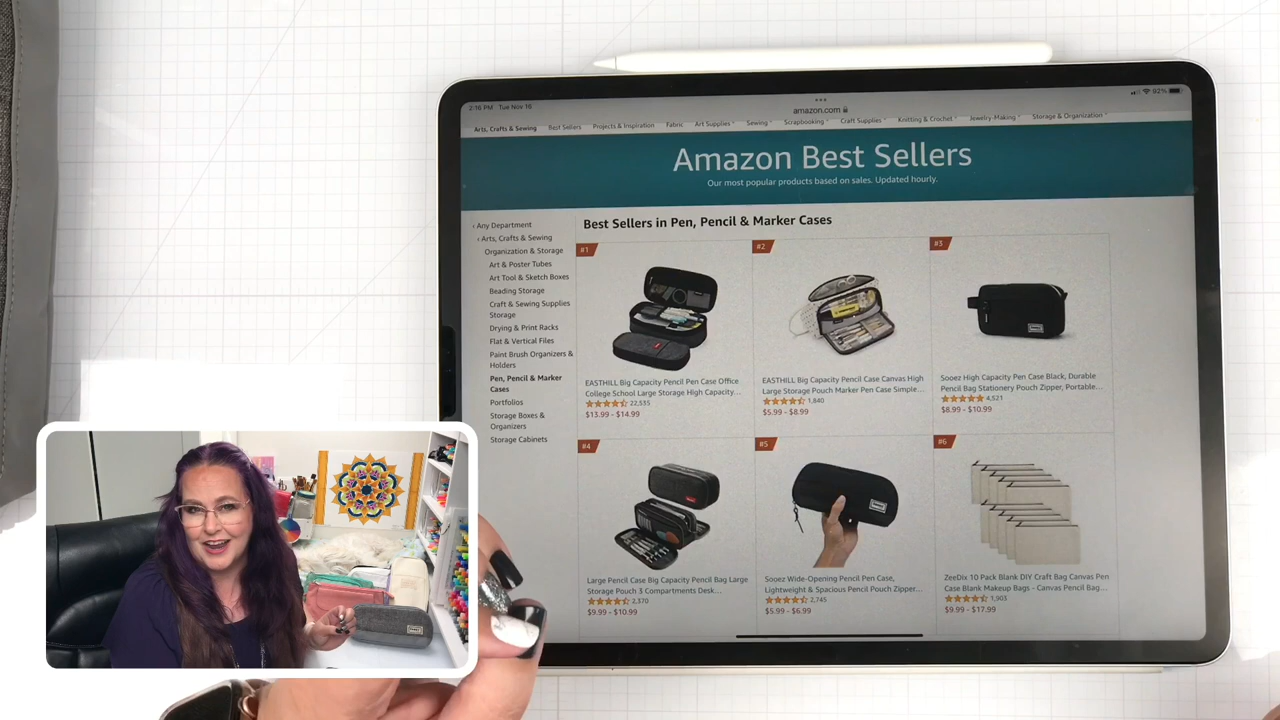 2:16 PM Tue Nov 16
92%
amazon.com
Arts, Crafts & Sewing Best Sellers Projects & Inspiration Fabric Art Supplies Sewing Scrapbooking Craft Supplies Knitting & Crochet Jewelry-Making Storage & Organization
Amazon Best Sellers
Our most popular products based on sales. Updated hourly.
‹ Any Department
‹ Arts, Crafts & Sewing
Organization & Storage
Art & Poster Tubes
Art Tool & Sketch Boxes
Beading Storage
Craft & Sewing Supplies
Storage
Drying & Print Racks
Flat & Vertical Files
Paint Brush Organizers &
Holders
Pen, Pencil & Marker
Cases
Portfolios
Storage Boxes &
Organizers
Storage Cabinets
Best Sellers in Pen, Pencil & Marker Cases
#1
EASTHILL Big Capacity Pencil Pen Case Office
College School Large Storage High Capacity...
22,535
$13.99 - $14.99
#2
EASTHILL Big Capacity Pencil Case Canvas High
Large Storage Pouch Marker Pen Case Simple...
1,840
$5.99 - $8.99
#3
Sooez High Capacity Pen Case Black, Durable
Pencil Bag Stationery Pouch Zipper, Portable...
4,521
$8.99 - $10.99
#4
Large Pencil Case Big Capacity Pencil Bag Large
Storage Pouch 3 Compartments Desk...
2,370
$9.99 - $10.99
#5
Sooez Wide-Opening Pencil Pen Case,
Lightweight & Spacious Pencil Pouch Zipper...
2,745
$5.99 - $6.99
#6
ZeeDix 10 Pack Blank DIY Craft Bag Canvas Pen
Case Blank Makeup Bags - Canvas Pencil Bag...
1,903
$9.99 - $17.99